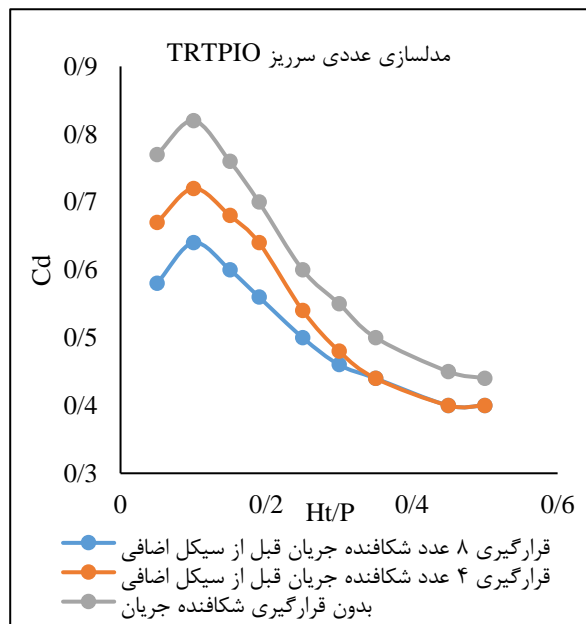 مدلسازی عددی سرریز TRTPIO
0/9
0/8
0/7
0/6
0/5
0/4
0/3
Cd
0 0/2 0/4 0/6
Ht/P
قرارگیری ۸ عدد شکافنده جریان قبل از سیکل اضافی
قرارگیری ۴ عدد شکافنده جریان قبل از سیکل اضافی
بدون قرارگیری شکافنده جریان